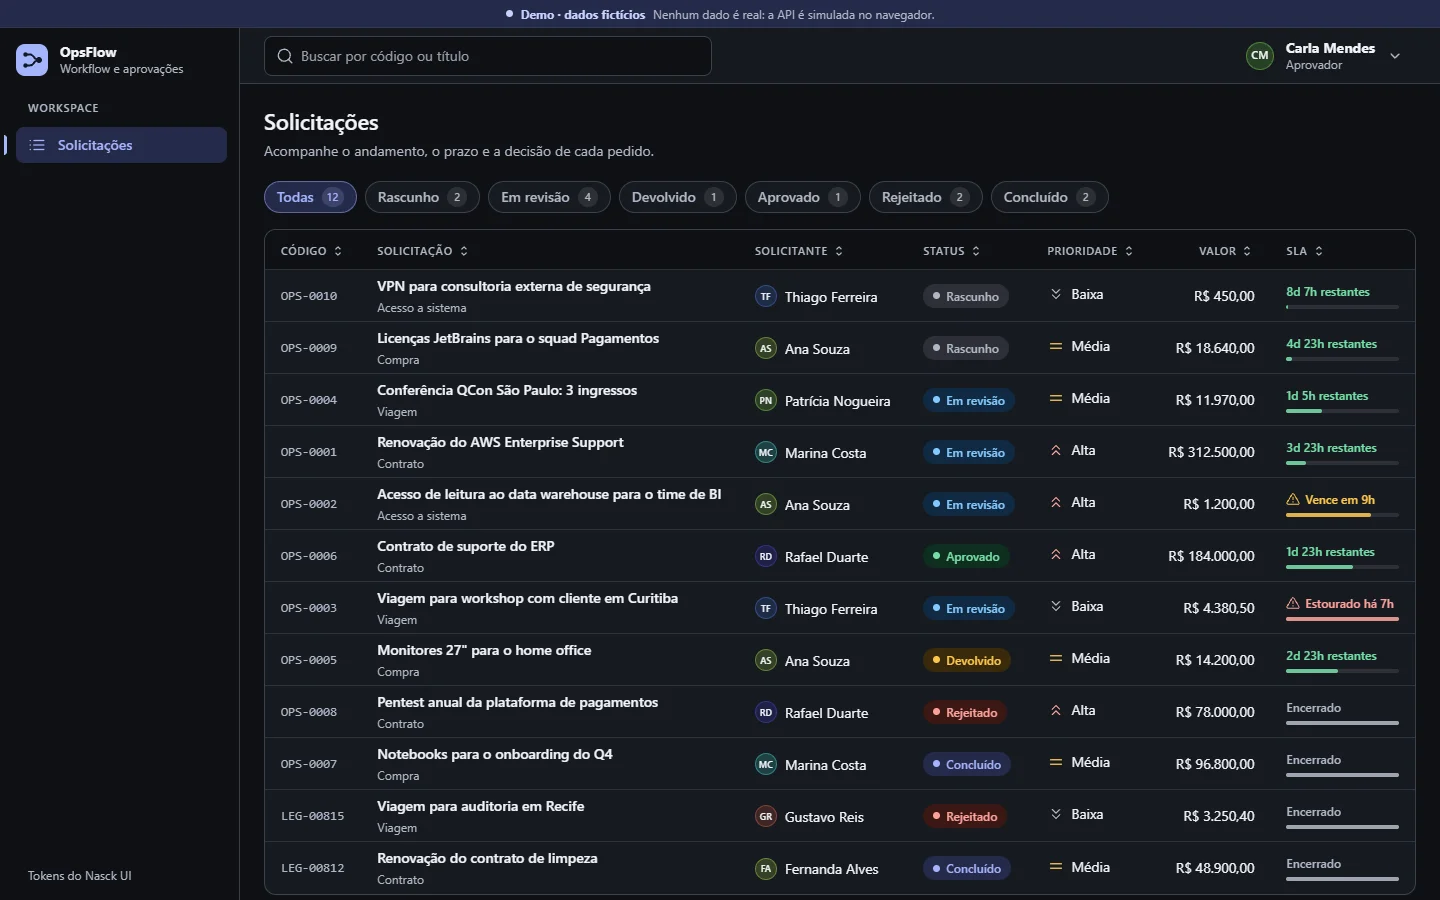 Demo · dados fictícios Nenhum dado é real: a API é simulada no navegador.
OpsFlow
Workflow e aprovações
WORKSPACE
Solicitações
Tokens do Nasck UI
Buscar por código ou título
CM
Carla Mendes
Aprovador
Solicitações
Acompanhe o andamento, o prazo e a decisão de cada pedido.
Todas 12 Rascunho 2 Em revisão 4 Devolvido 1 Aprovado 1 Rejeitado 2 Concluído 2
CÓDIGO SOLICITAÇÃO SOLICITANTE STATUS PRIORIDADE VALOR SLA
OPS-0010 VPN para consultoria externa de segurança TF Thiago Ferreira Rascunho Baixa R$ 450,00 8d 7h restantes
Acesso a sistema
OPS-0009 Licenças JetBrains para o squad Pagamentos AS Ana Souza Rascunho Média R$ 18.640,00 4d 23h restantes
Compra
OPS-0004 Conferência QCon São Paulo: 3 ingressos PN Patrícia Nogueira Em revisão Média R$ 11.970,00 1d 5h restantes
Viagem
OPS-0001 Renovação do AWS Enterprise Support MC Marina Costa Em revisão Alta R$ 312.500,00 3d 23h restantes
Contrato
OPS-0002 Acesso de leitura ao data warehouse para o time de BI AS Ana Souza Em revisão Alta R$ 1.200,00 Vence em 9h
Acesso a sistema
OPS-0006 Contrato de suporte do ERP RD Rafael Duarte Aprovado Alta R$ 184.000,00 1d 23h restantes
Contrato
OPS-0003 Viagem para workshop com cliente em Curitiba TF Thiago Ferreira Em revisão Baixa R$ 4.380,50 Estourado há 7h
Viagem
OPS-0005 Monitores 27" para o home office AS Ana Souza Devolvido Média R$ 14.200,00 2d 23h restantes
Compra
OPS-0008 Pentest anual da plataforma de pagamentos RD Rafael Duarte Rejeitado Alta R$ 78.000,00 Encerrado
Contrato
OPS-0007 Notebooks para o onboarding do Q4 MC Marina Costa Concluído Média R$ 96.800,00 Encerrado
Compra
LEG-00815 Viagem para auditoria em Recife GR Gustavo Reis Rejeitado Baixa R$ 3.250,40 Encerrado
Viagem
LEG-00812 Renovação do contrato de limpeza FA Fernanda Alves Concluído Média R$ 48.900,00 Encerrado
Contrato